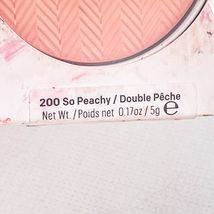 200 So Peachy / Double Pêche
Net Wt. / Poids net 0.17oz / 5g ℮